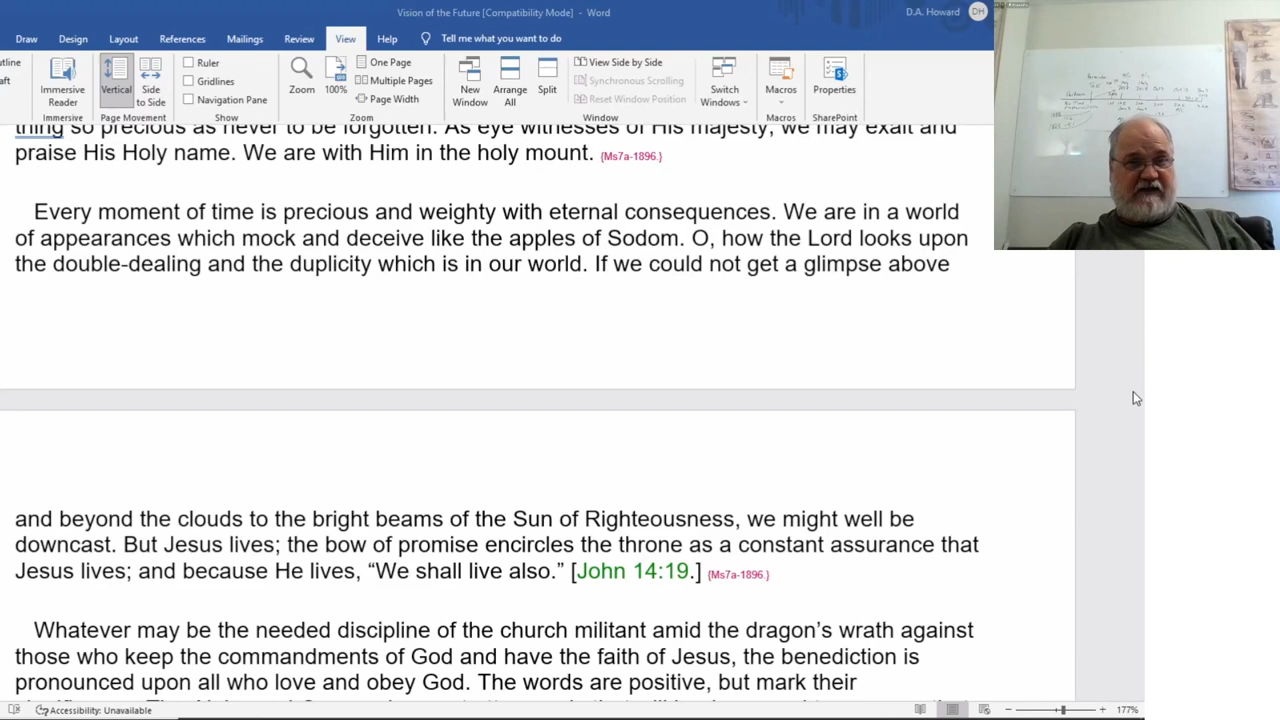 Vision of the Future [Compatibility Mode] - Word
D.A. Howard
DH
Draw Design Layout References Mailings Review View Help Tell me what you want to do
Immersive Reader
Immersive
Vertical
Side to Side
Page Movement
Ruler
Gridlines
Navigation Pane
Show
Zoom
100%
One Page
Multiple Pages
Page Width
Zoom
New Window
Arrange All
Split
View Side by Side
Synchronous Scrolling
Reset Window Position
Switch Windows
Window
Macros
Macros
Properties
SharePoint
thing so precious as never to be forgotten. As eye witnesses of His majesty, we may exalt and
praise His Holy name. We are with Him in the holy mount. {Ms7a-1896.}
Every moment of time is precious and weighty with eternal consequences. We are in a world
of appearances which mock and deceive like the apples of Sodom. O, how the Lord looks upon
the double-dealing and the duplicity which is in our world. If we could not get a glimpse above
and beyond the clouds to the bright beams of the Sun of Righteousness, we might well be
downcast. But Jesus lives; the bow of promise encircles the throne as a constant assurance that
Jesus lives; and because He lives, “We shall live also.” [John 14:19.] {Ms7a-1896.}
Whatever may be the needed discipline of the church militant amid the dragon’s wrath against
those who keep the commandments of God and have the faith of Jesus, the benediction is
pronounced upon all who love and obey God. The words are positive, but mark their
Accessibility: Unavailable
177%